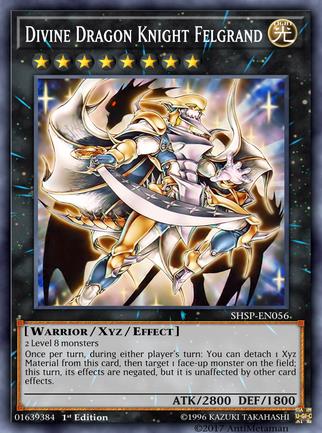 DIVINE DRAGON KNIGHT FELGRAND
LIGHT
光
SHSP-EN056
[WARRIOR/XYZ/EFFECT]
2 Level 8 monsters
Once per turn, during either player's turn: You can detach 1 Xyz
Material from this card, then target 1 face-up monster on the field;
this turn, its effects are negated, but it is unaffected by other card
effects.
ATK/2800 DEF/1800
01639384 1st Edition ©1996 KAZUKI TAKAHASHI
©2017 AntiMetaman